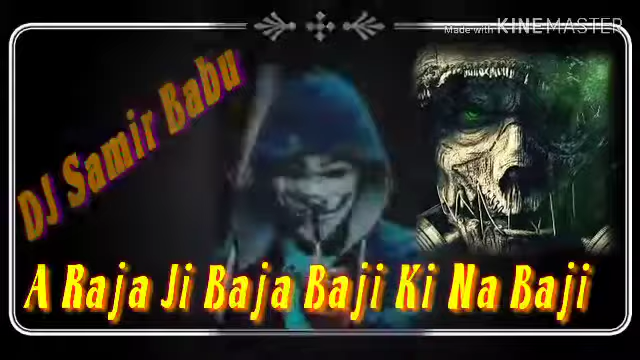 Made with KINEMASTER
DJ Samir Babu
A Raja Ji Baja Baji Ki Na Baji